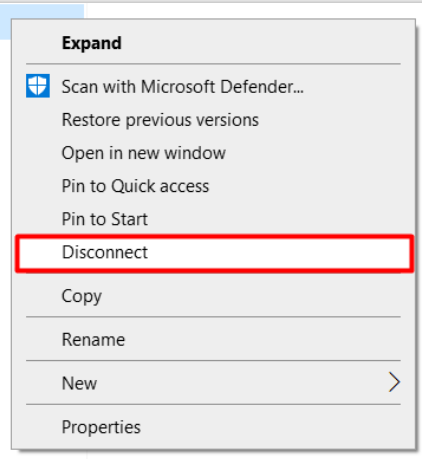 Expand
Scan with Microsoft Defender...
Restore previous versions
Open in new window
Pin to Quick access
Pin to Start
Disconnect
Copy
Rename
New
Properties